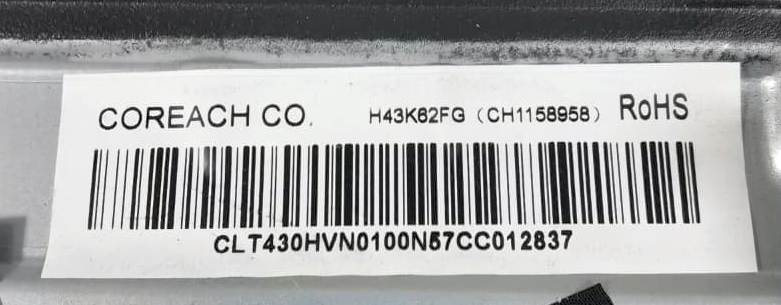 COREACH CO. H43K62FG (CH1158958) RoHS
CLT430HVN0100N57CC012837